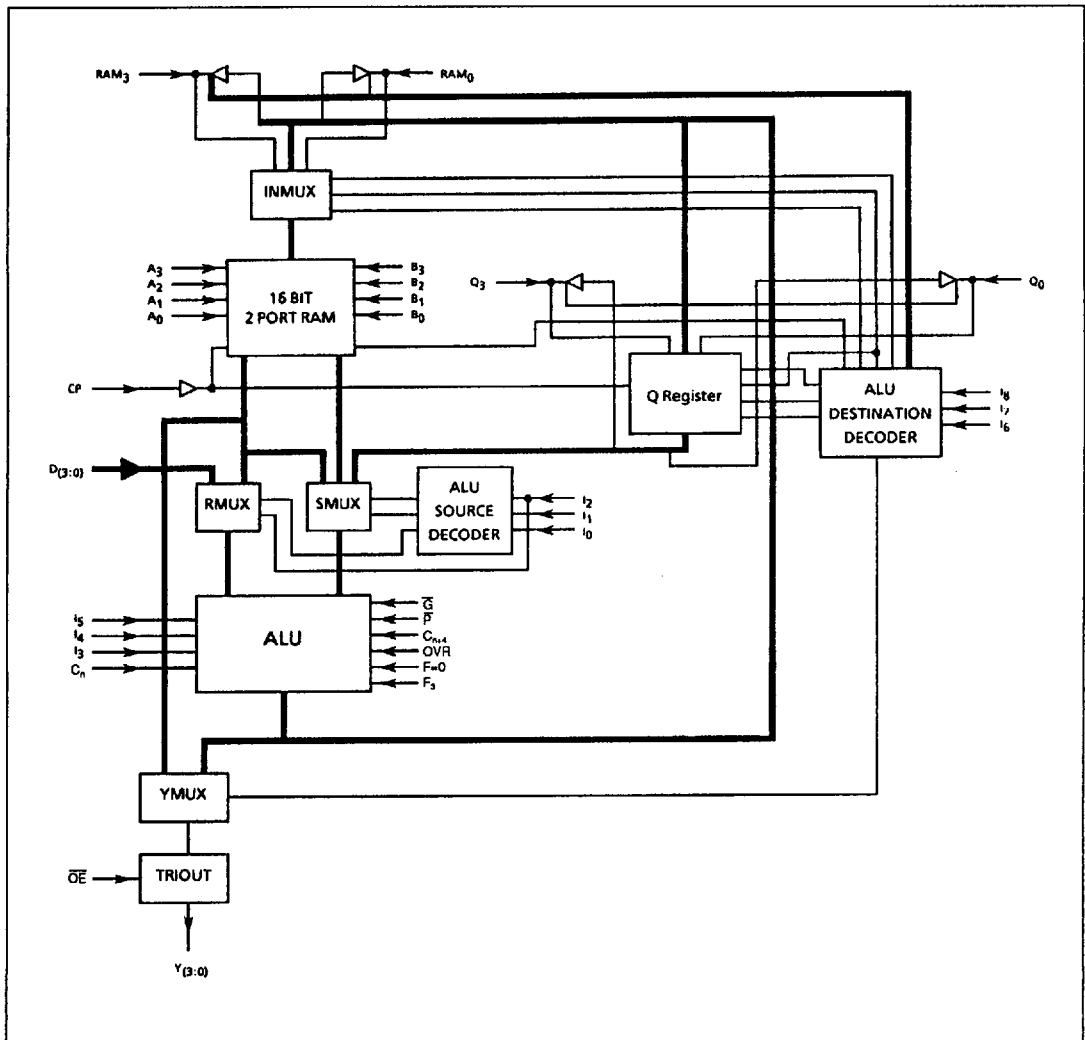 RAM₃
RAM₀
INMUX
A₃
A₂
A₁
A₀
16 BIT
2 PORT RAM
B₃
B₂
B₁
B₀
Q₃
Q₀
CP
Q Register
ALU
DESTINATION
DECODER
I₈
I₇
I₆
D(3:0)
RMUX
SMUX
ALU
SOURCE
DECODER
I₂
I₁
I₀
I₅
I₄
I₃
Cₙ
ALU
G̅
P̅
Cₙ₊₄
OVR
F=0
F₃
YMUX
O̅E̅
TRIOUT
Y(3:0)